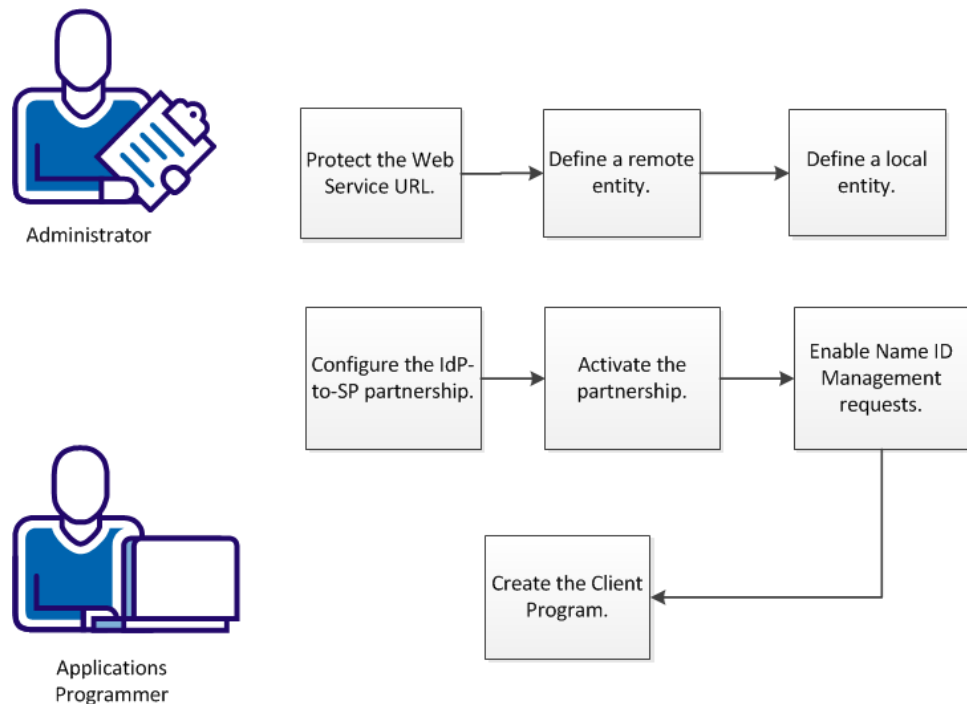 Administrator
Protect the Web
Service URL.
Define a remote
entity.
Define a local
entity.
Configure the IdP-
to-SP partnership.
Activate the
partnership.
Enable Name ID
Management
requests.
Create the Client
Program.
Applications
Programmer